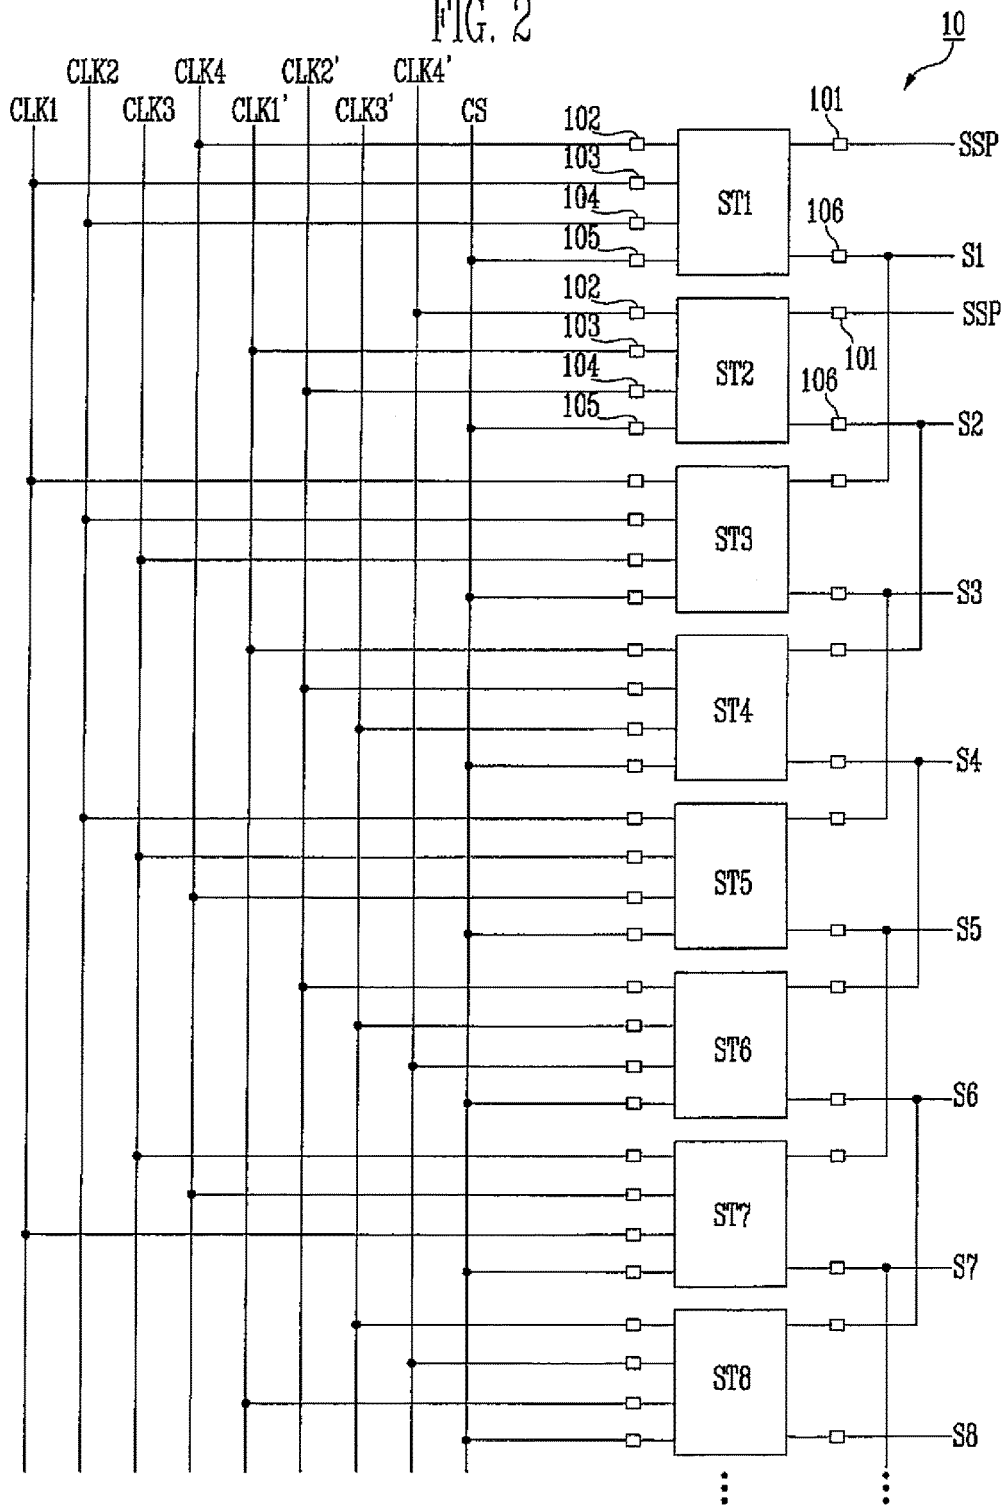 FIG. 2
10
CLK2 CLK4 CLK2' CLK4'
CLK1 CLK3 CLK1' CLK3' CS
102 101 SSP
103
ST1
104 106
105 S1
102 SSP
103 101
ST2
104 106
105 S2
ST3
S3
ST4
S4
ST5
S5
ST6
S6
ST7
S7
ST8
S8